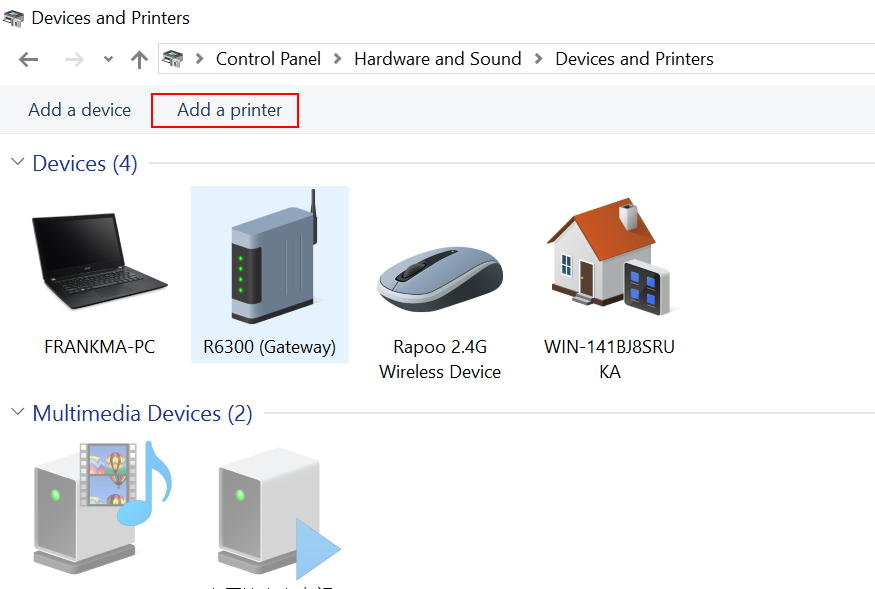 Devices and Printers
Control Panel > Hardware and Sound > Devices and Printers
Add a device Add a printer
Devices (4)
FRANKMA-PC R6300 (Gateway) Rapoo 2.4G WIN-141BJ8SRU
Wireless Device KA
Multimedia Devices (2)